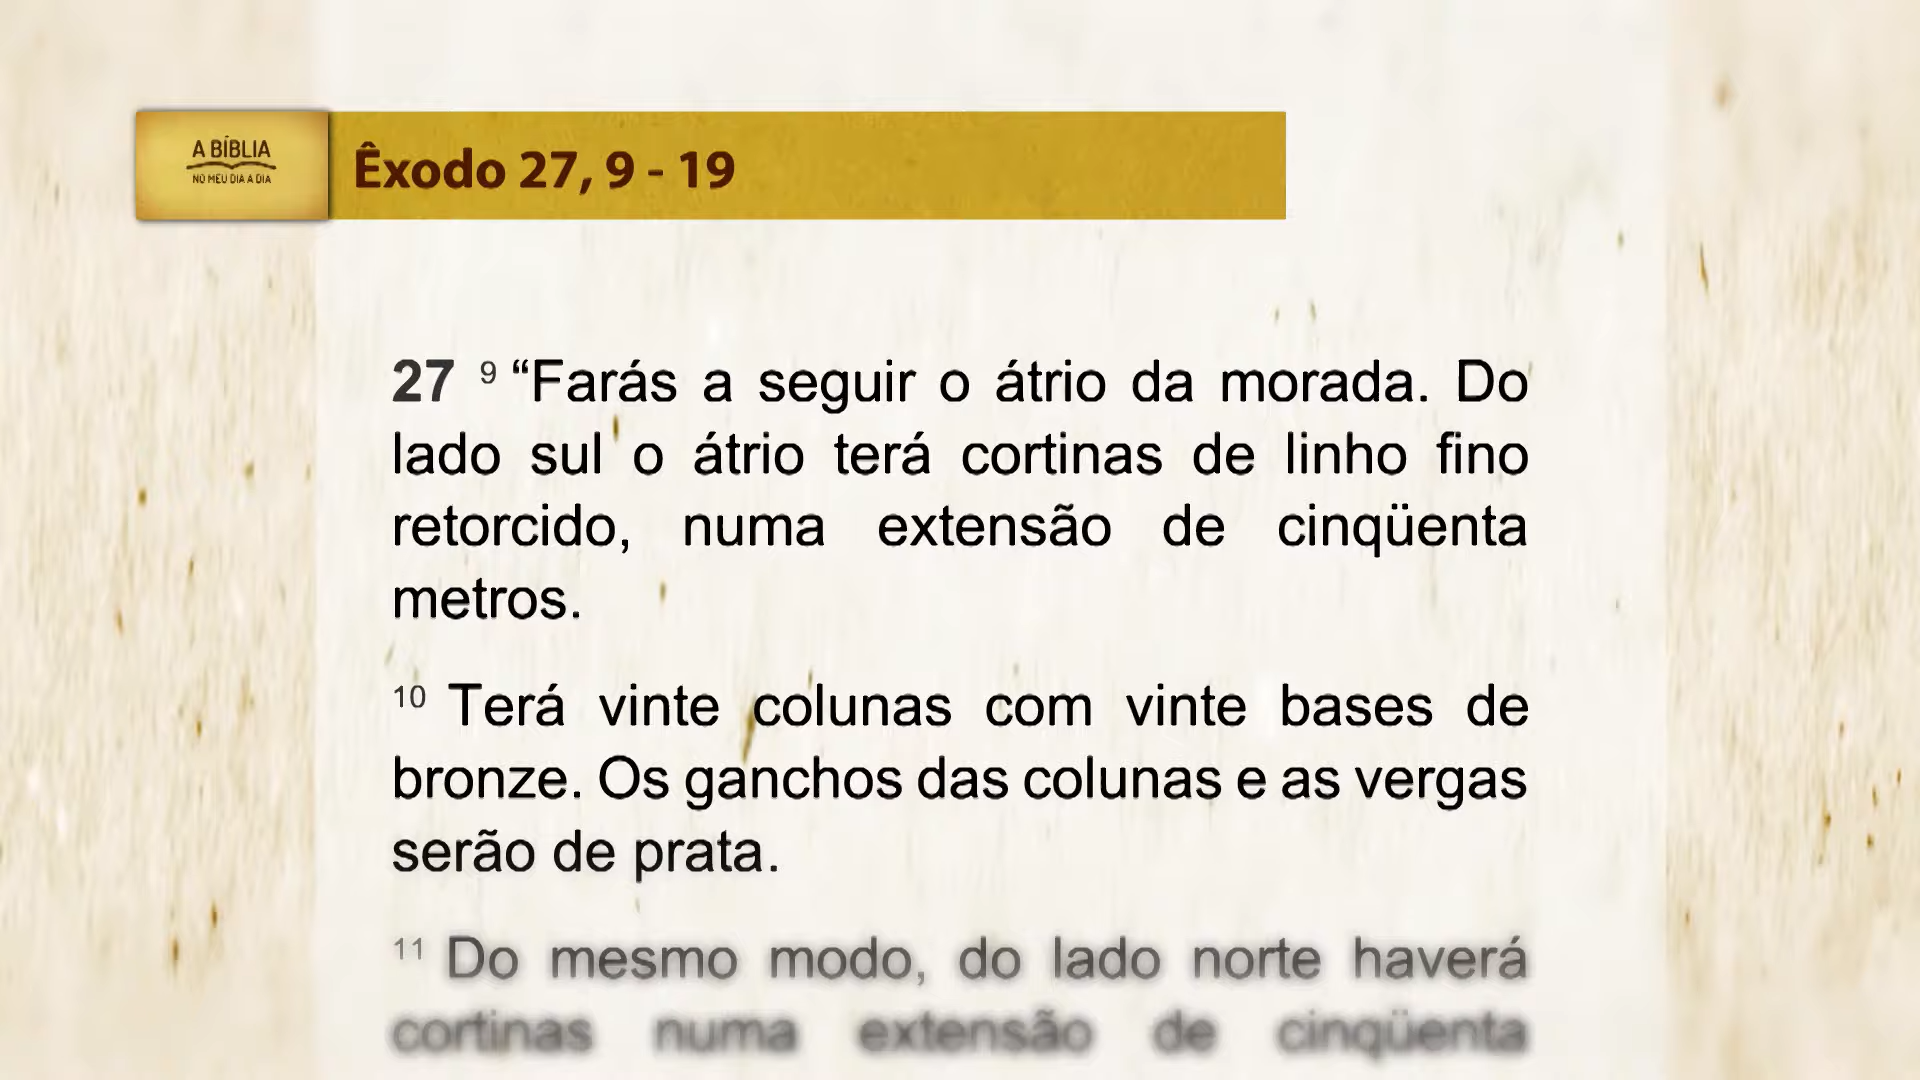 A BÍBLIA
NO MEU DIA A DIA
Êxodo 27, 9 - 19
27 9 “Farás a seguir o átrio da morada. Do
lado sul o átrio terá cortinas de linho fino
retorcido, numa extensão de cinqüenta
metros.
10 Terá vinte colunas com vinte bases de
bronze. Os ganchos das colunas e as vergas
serão de prata.
11 Do mesmo modo, do lado norte haverá
cortinas numa extensão de cinqüenta